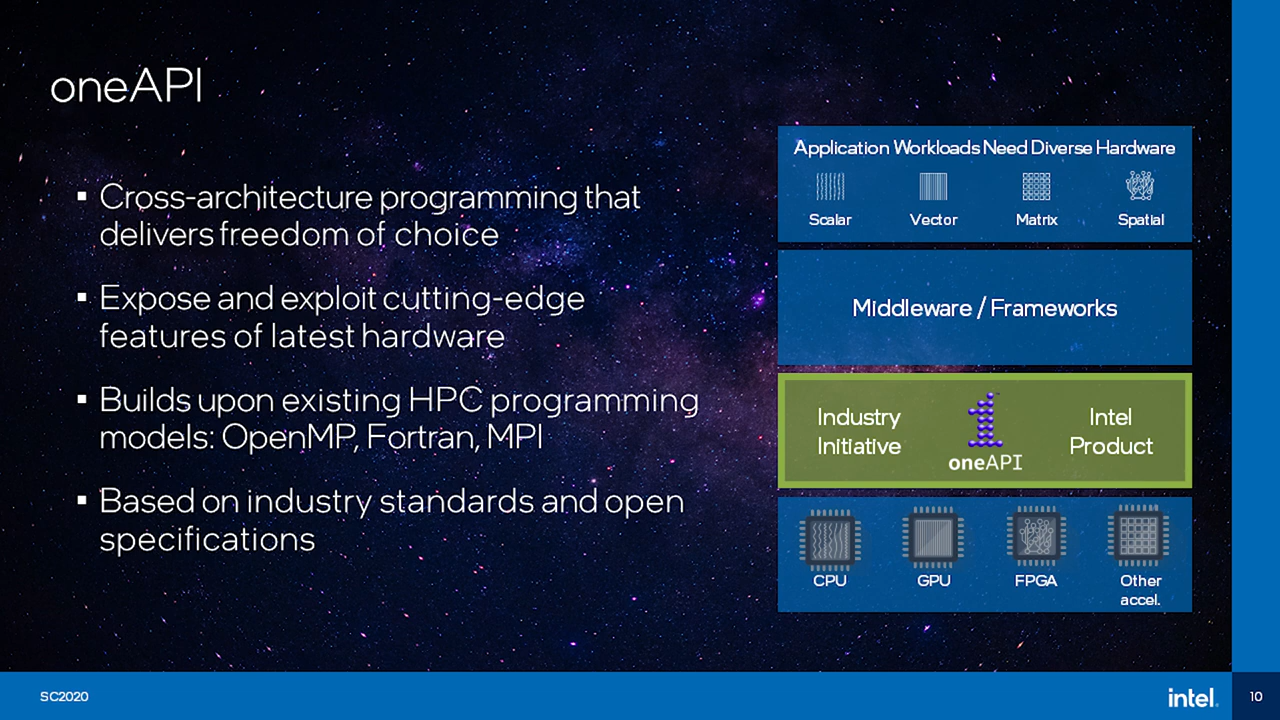 oneAPI
▪ Cross-architecture programming that
delivers freedom of choice
▪ Expose and exploit cutting-edge
features of latest hardware
▪ Builds upon existing HPC programming
models: OpenMP, Fortran, MPI
▪ Based on industry standards and open
specifications
Application Workloads Need Diverse Hardware
Scalar Vector Matrix Spatial
Middleware / Frameworks
Industry
Initiative
oneAPI
Intel
Product
CPU GPU FPGA Other
accel.
SC2020
intel.
10